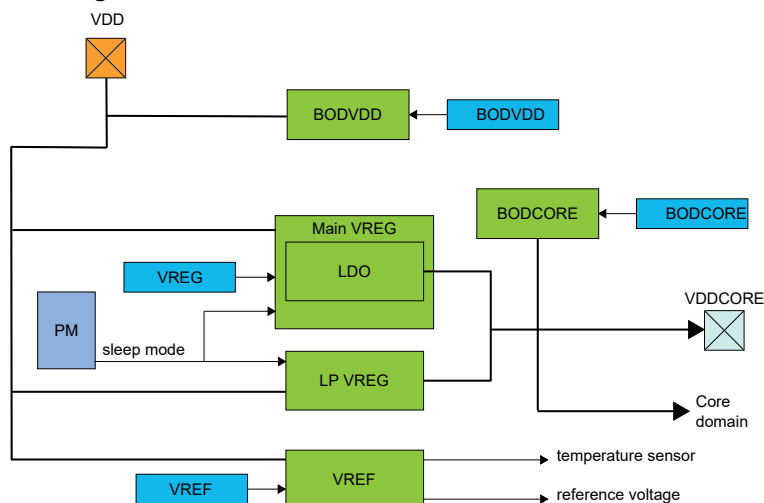 VDD
BODVDD
BODVDD
BODCORE
BODCORE
Main VREG
LDO
VREG
VDDCORE
PM
sleep mode
LP VREG
Core
domain
VREF
temperature sensor
VREF
reference voltage